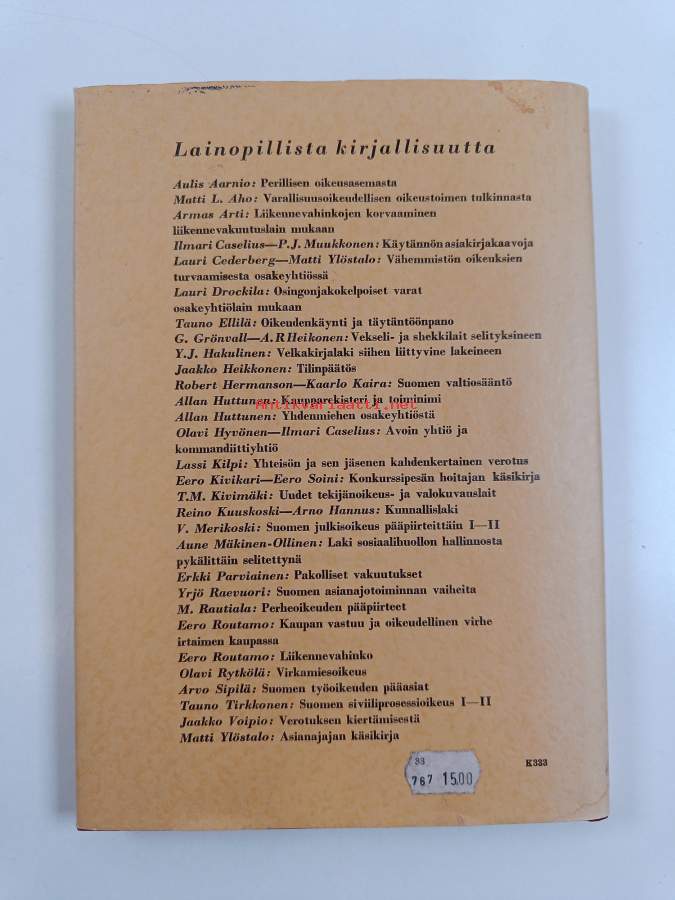 Lainopillista kirjallisuutta
Aulis Aarnio: Perillisen oikeusasemasta
Matti L. Aho: Varallisuusoikeudellisen oikeustoimen tulkinnasta
Armas Arti: Liikennevahinkojen korvaaminen
liikennevakuutuslain mukaan
Ilmari Caselius—P.J. Muukkonen: Käytännön asiakirjakaavoja
Lauri Cederberg—Matti Ylöstalo: Vähemmistön oikeuksien
turvaamisesta osakeyhtiössä
Lauri Drockila: Osingonjakokelpoiset varat
osakeyhtiölain mukaan
Tauno Ellilä: Oikeudenkäynti ja täytäntöönpano
G. Grönvall—A.R Heikonen: Vekseli- ja shekkilait selityksineen
Y.J. Hakulinen: Velkakirjalaki siihen liittyvine lakeineen
Jaakko Heikkonen: Tilinpäätös
Robert Hermanson—Kaarlo Kaira: Suomen valtiosääntö
Allan Huttunen: Kaupparekisteri ja toiminimi
Antikvariaatti.net
Allan Huttunen: Yhdenmiehen osakeyhtiöstä
Olavi Hyvönen—Ilmari Caselius: Avoin yhtiö ja
kommandiittiyhtiö
Lassi Kilpi: Yhteisön ja sen jäsenen kahdenkertainen verotus
Eero Kivikari—Eero Soini: Konkurssipesän hoitajan käsikirja
T.M. Kivimäki: Uudet tekijänoikeus- ja valokuvauslait
Reino Kuuskoski—Arno Hannus: Kunnallislaki
V. Merikoski: Suomen julkisoikeus pääpiirteittäin I—II
Aune Mäkinen-Ollinen: Laki sosiaalihuollon hallinnosta
pykälittäin selitettynä
Erkki Parviainen: Pakolliset vakuutukset
Yrjö Raevuori: Suomen asianajotoiminnan vaiheita
M. Rautiala: Perheoikeuden pääpiirteet
Eero Routamo: Kaupan vastuu ja oikeudellinen virhe
irtaimen kaupassa
Eero Routamo: Liikennevahinko
Olavi Rytkölä: Virkamiesoikeus
Arvo Sipilä: Suomen työoikeuden pääasiat
Tauno Tirkkonen: Suomen siviiliprosessioikeus I—II
Jaakko Voipio: Verotuksen kiertämisestä
Matti Ylöstalo: Asianajajan käsikirja
33
767 15.00
K333